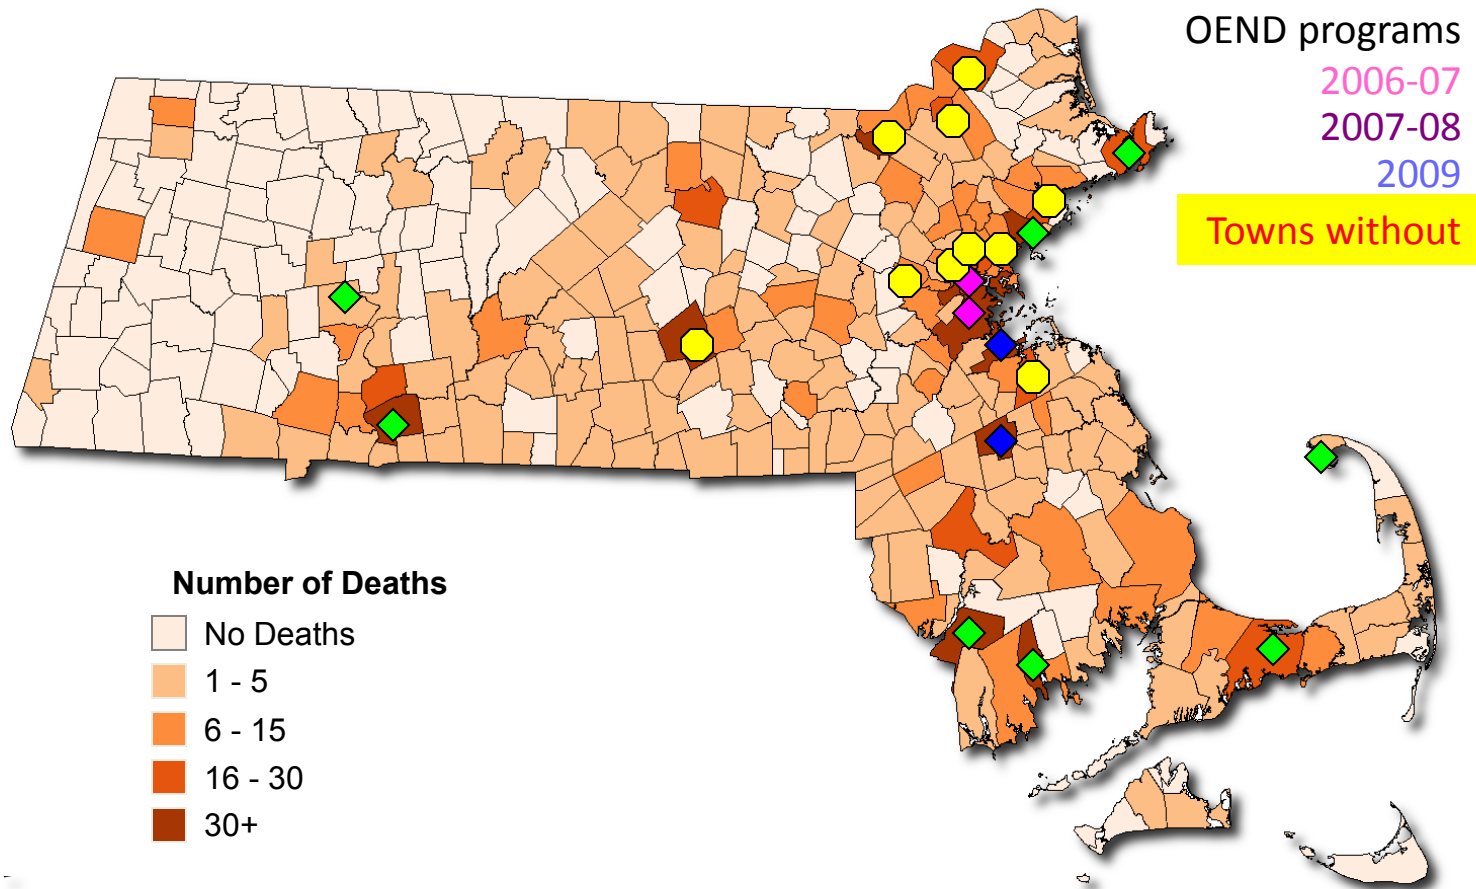 OEND programs
2006-07
2007-08
2009
Towns without
Number of Deaths
No Deaths
1 - 5
6 - 15
16 - 30
30+